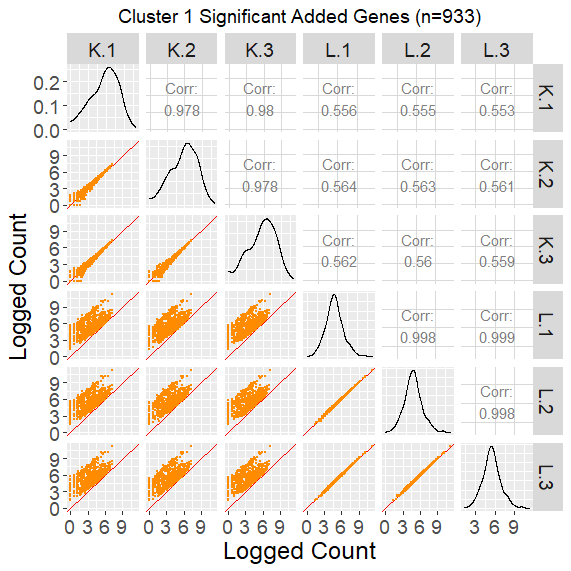 Cluster 1 Significant Added Genes (n=933)
K.1 K.2 K.3 L.1 L.2 L.3
0.2
0.1
0.0
Corr:
0.978
Corr:
0.98
Corr:
0.556
Corr:
0.555
Corr:
0.553
K.1
9
6
3
0
Corr:
0.978
Corr:
0.564
Corr:
0.563
Corr:
0.561
K.2
9
6
3
0
Corr:
0.562
Corr:
0.56
Corr:
0.559
K.3
9
6
3
0
Corr:
0.998
Corr:
0.999
L.1
9
6
3
0
Corr:
0.998
L.2
9
6
3
0
L.3
Logged Count
0 3 6 9 0 3 6 9 0 3 6 9 0 3 6 9 0 3 6 9 3 6 9
Logged Count